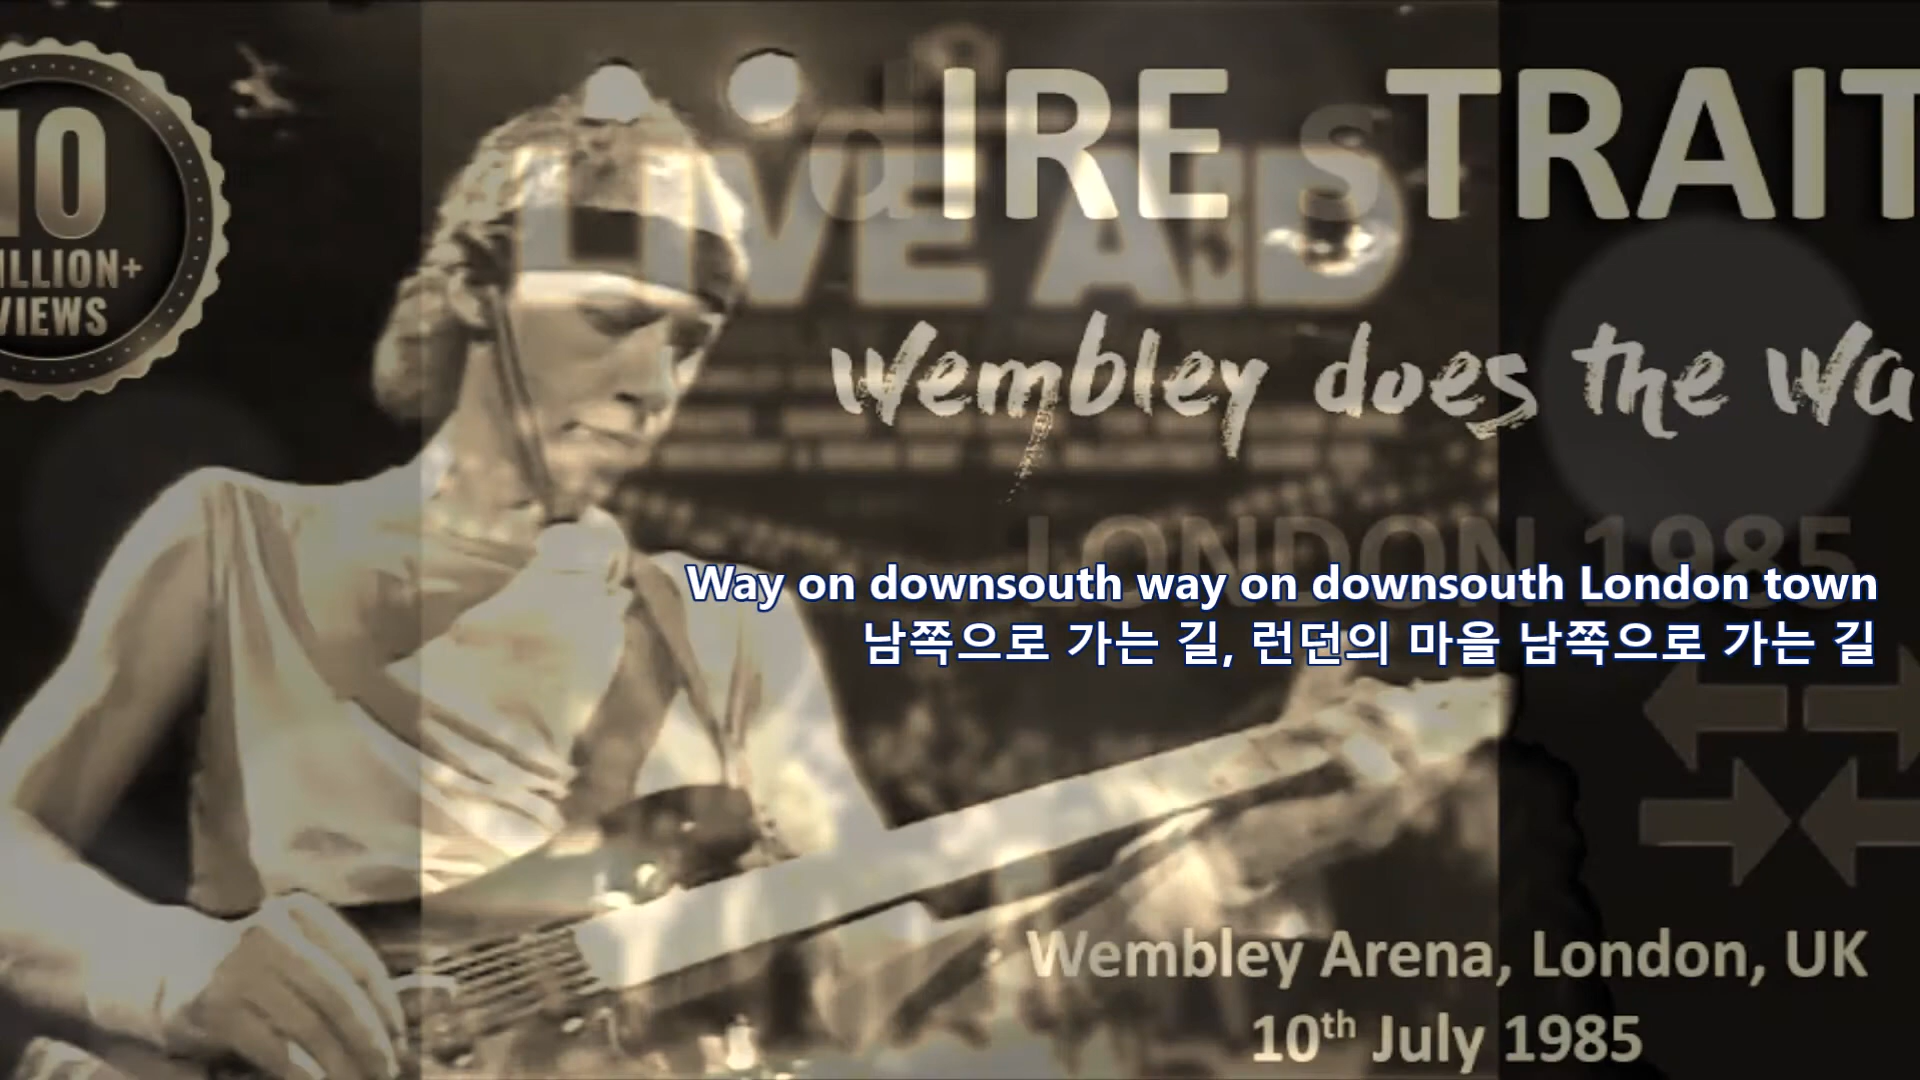 10
ILLION+
VIEWS
dIRE sTRAIT
LIVE AID
Wembley does the Wa
LONDON 1985
Way on downsouth way on downsouth London town
남쪽으로 가는 길, 런던의 마을 남쪽으로 가는 길
Wembley Arena, London, UK
10th July 1985